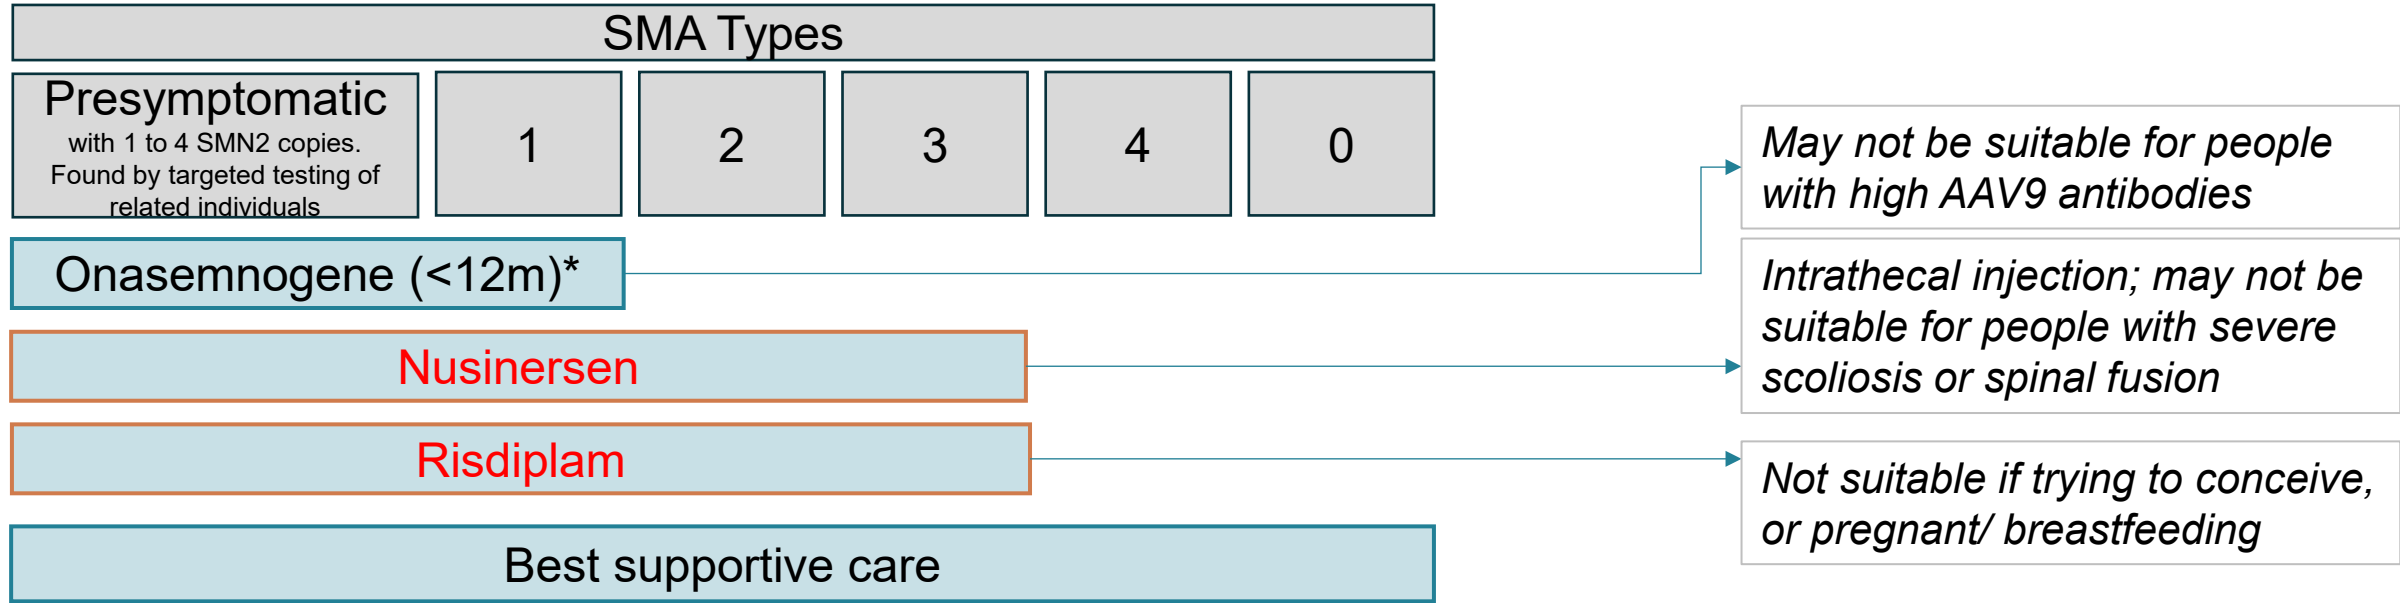 SMA Types
Presymptomatic
with 1 to 4 SMN2 copies.
Found by targeted testing of
related individuals
1
2
3
4
0
Onasemnogene (<12m)*
Nusinersen
Risdiplam
Best supportive care
May not be suitable for people
with high AAV9 antibodies
Intrathecal injection; may not be
suitable for people with severe
scoliosis or spinal fusion
Not suitable if trying to conceive,
or pregnant/ breastfeeding